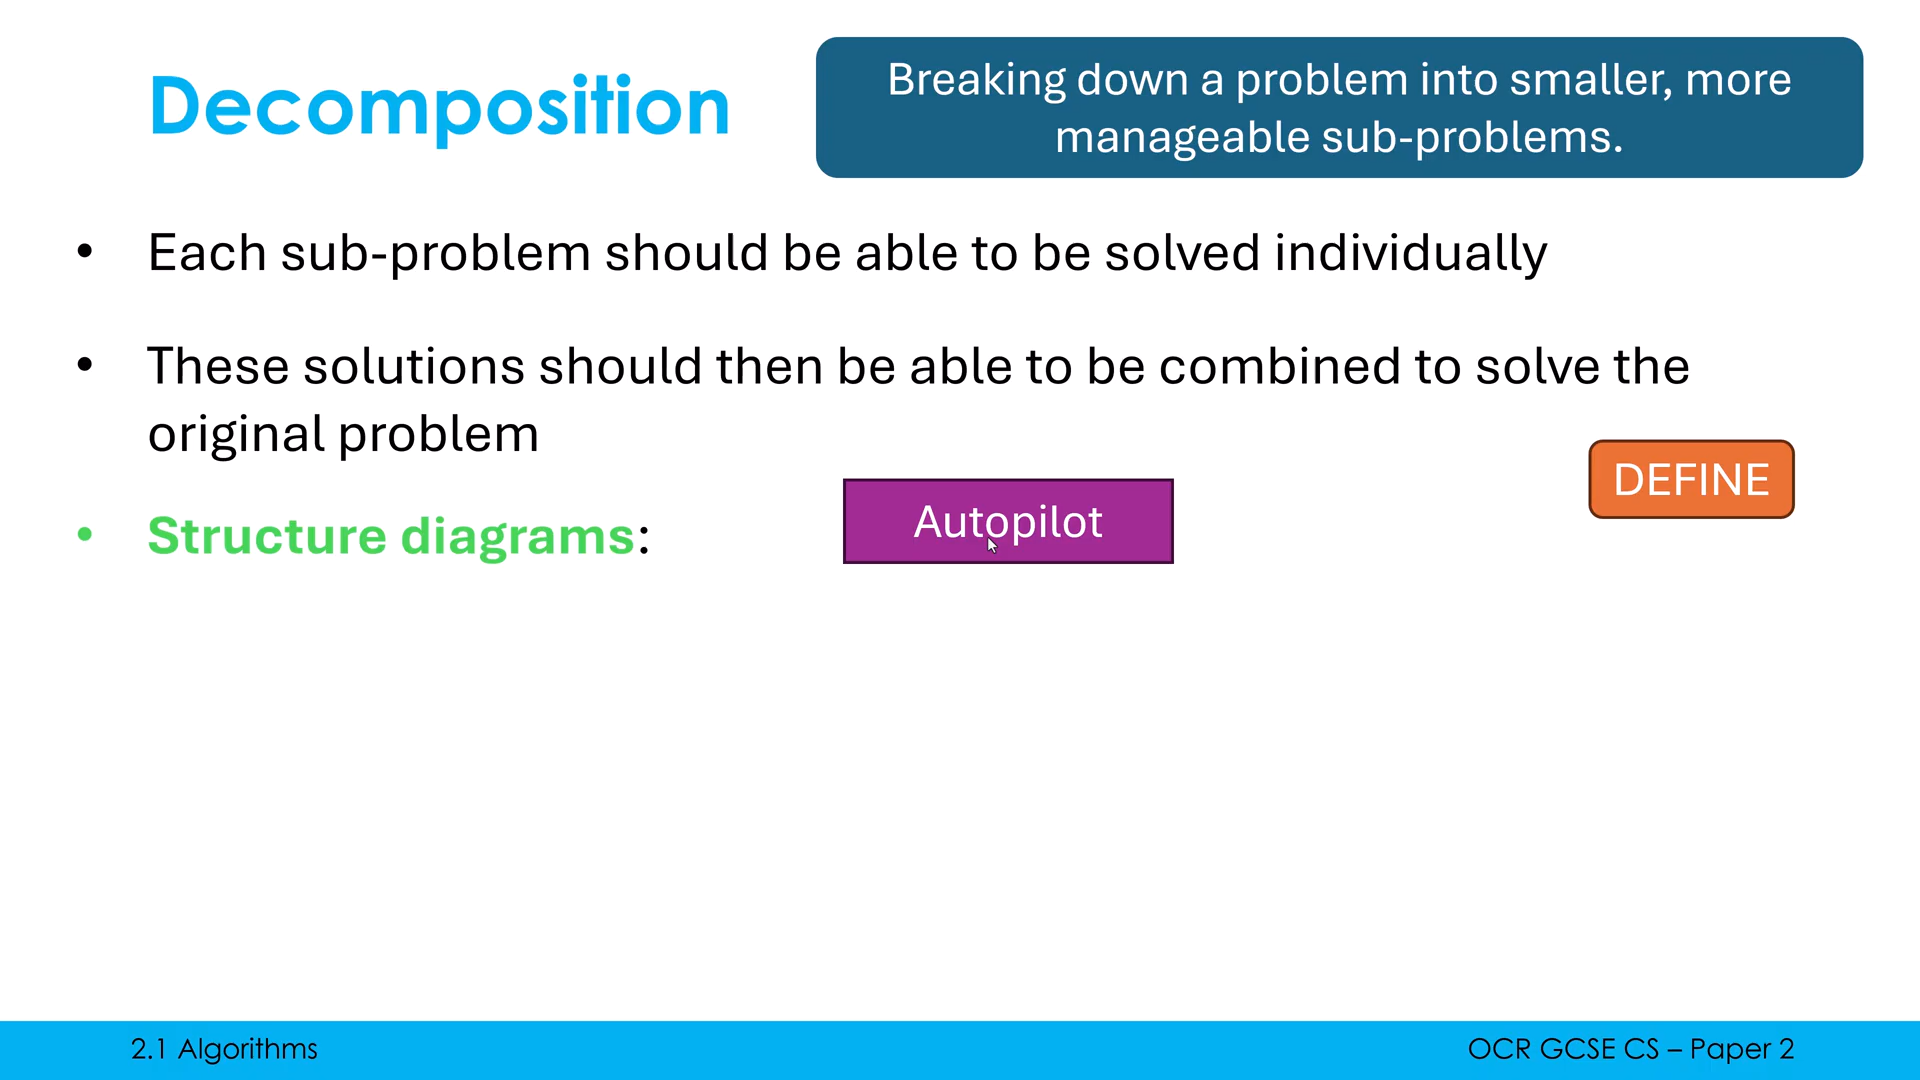 Decomposition
Breaking down a problem into smaller, more
manageable sub-problems.
• Each sub-problem should be able to be solved individually
• These solutions should then be able to be combined to solve the
original problem
DEFINE
• Structure diagrams:
Autopilot
2.1 Algorithms
OCR GCSE CS – Paper 2